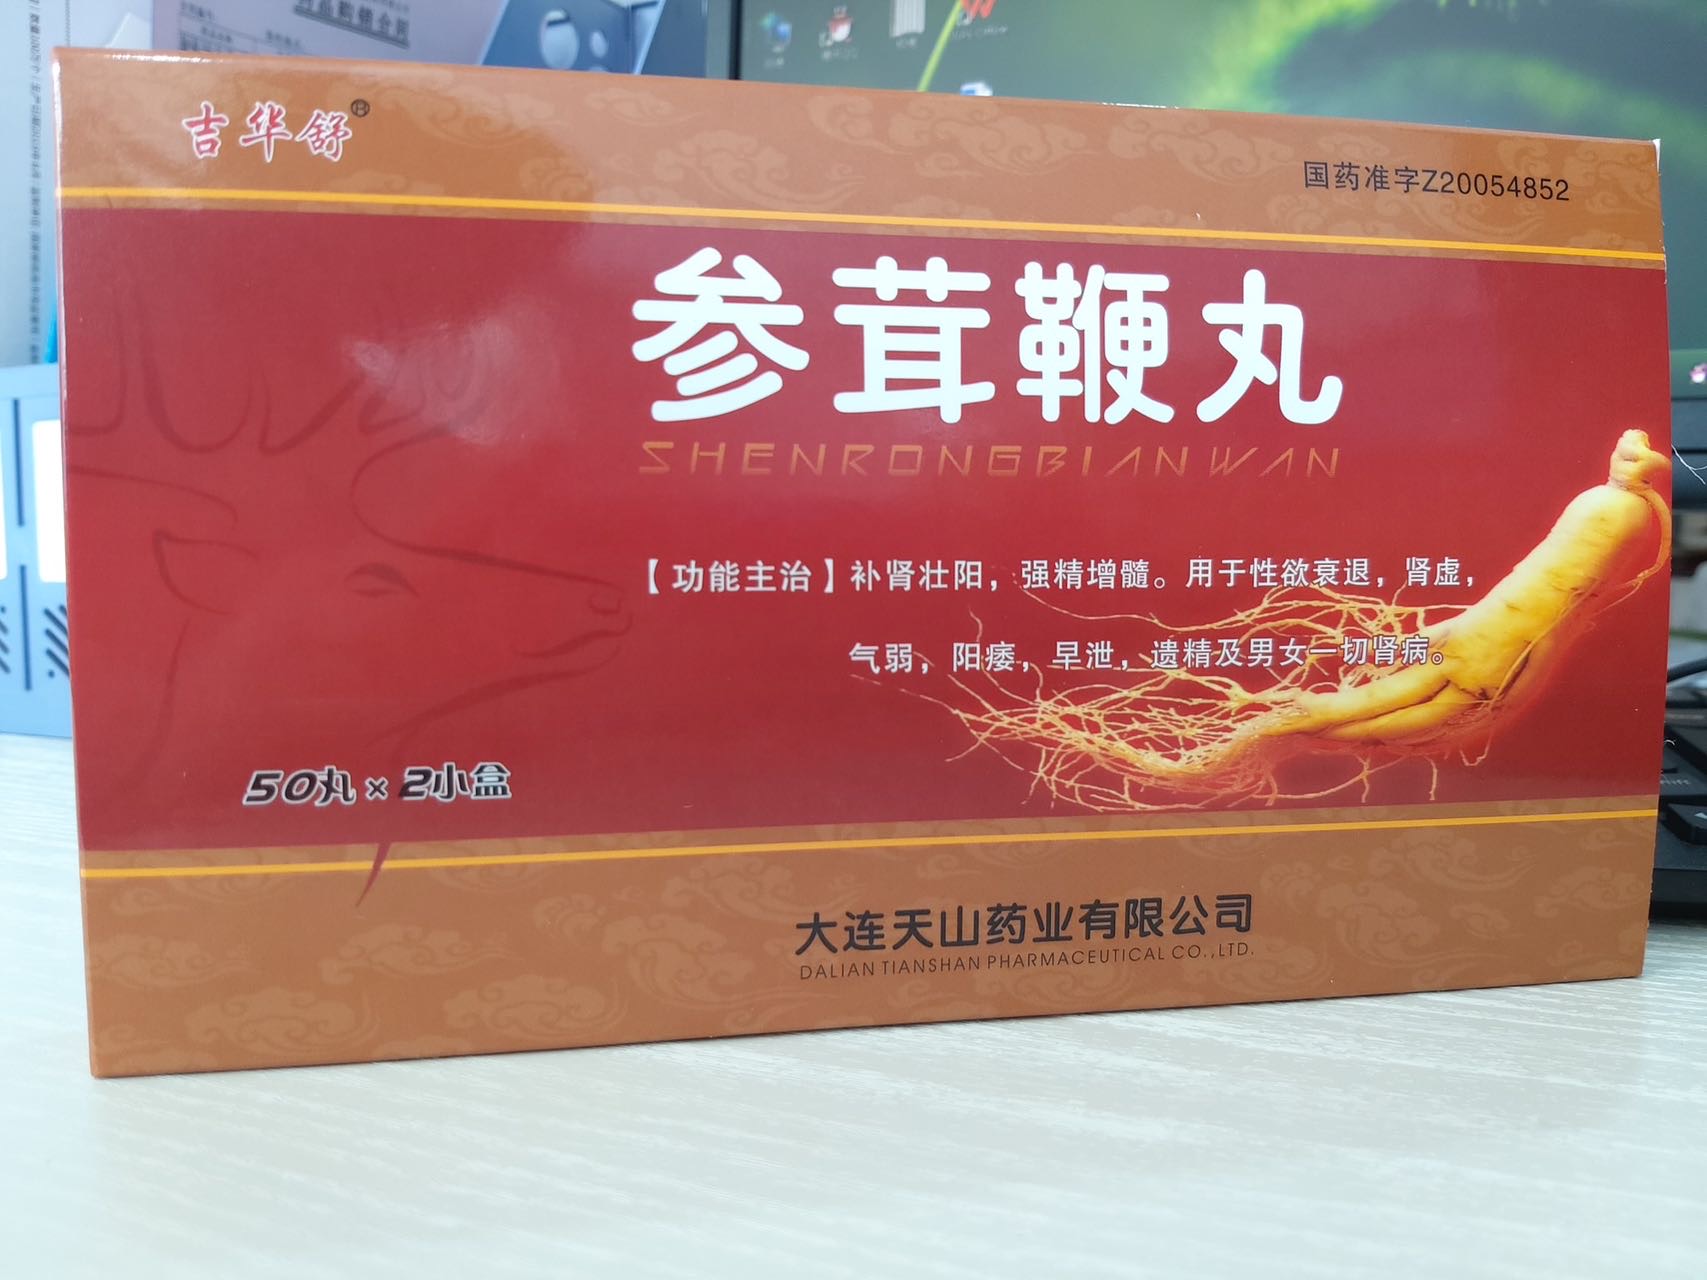 吉华舒®
国药准字Z20054852
参茸鞭丸
SHENRONGBIANWAN
【功能主治】补肾壮阳，强精增髓。用于性欲衰退，肾虚，
气弱，阳痿，早泄，遗精及男女一切肾病。
50丸×2小盒
大连天山药业有限公司
DALIAN TIANSHAN PHARMACEUTICAL CO.,LTD.